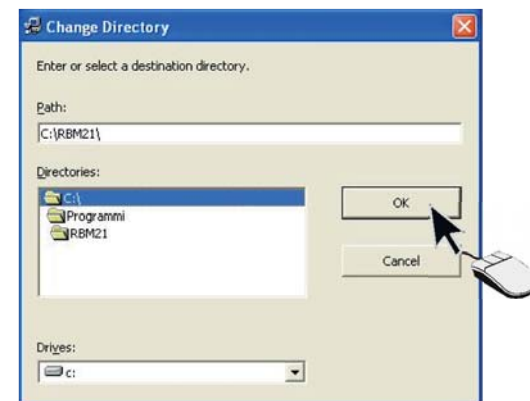 Change Directory
Enter or select a destination directory.
Path:
C:\RBM21\
Directories:
C:\
Programmi
RBM21
OK
Cancel
Drives:
c: